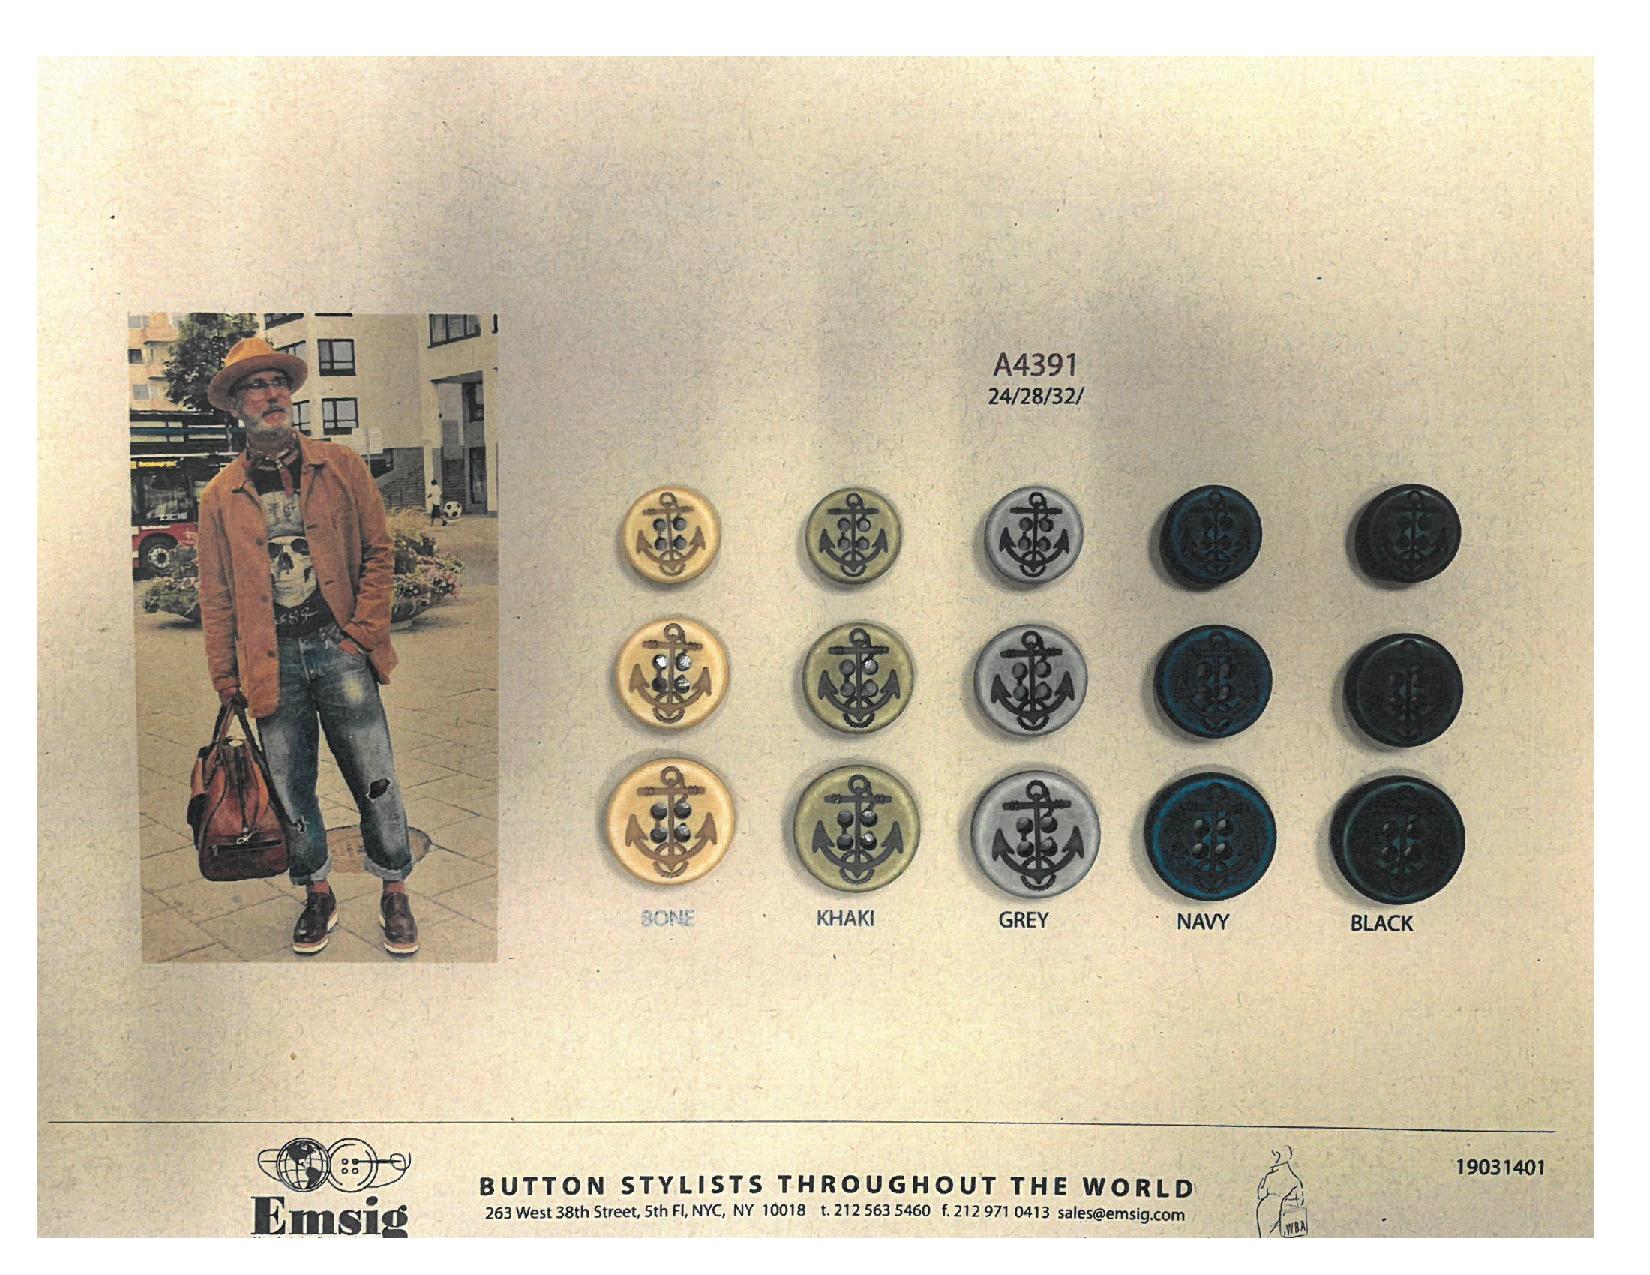 A4391
24/28/32/
BONE
KHAKI
GREY
NAVY
BLACK
19031401
Emsig
BUTTON STYLISTS THROUGHOUT THE WORLD
263 West 38th Street, 5th Fl, NYC, NY 10018 t. 212 563 5460 f. 212 971 0413 sales@emsig.com
WBA